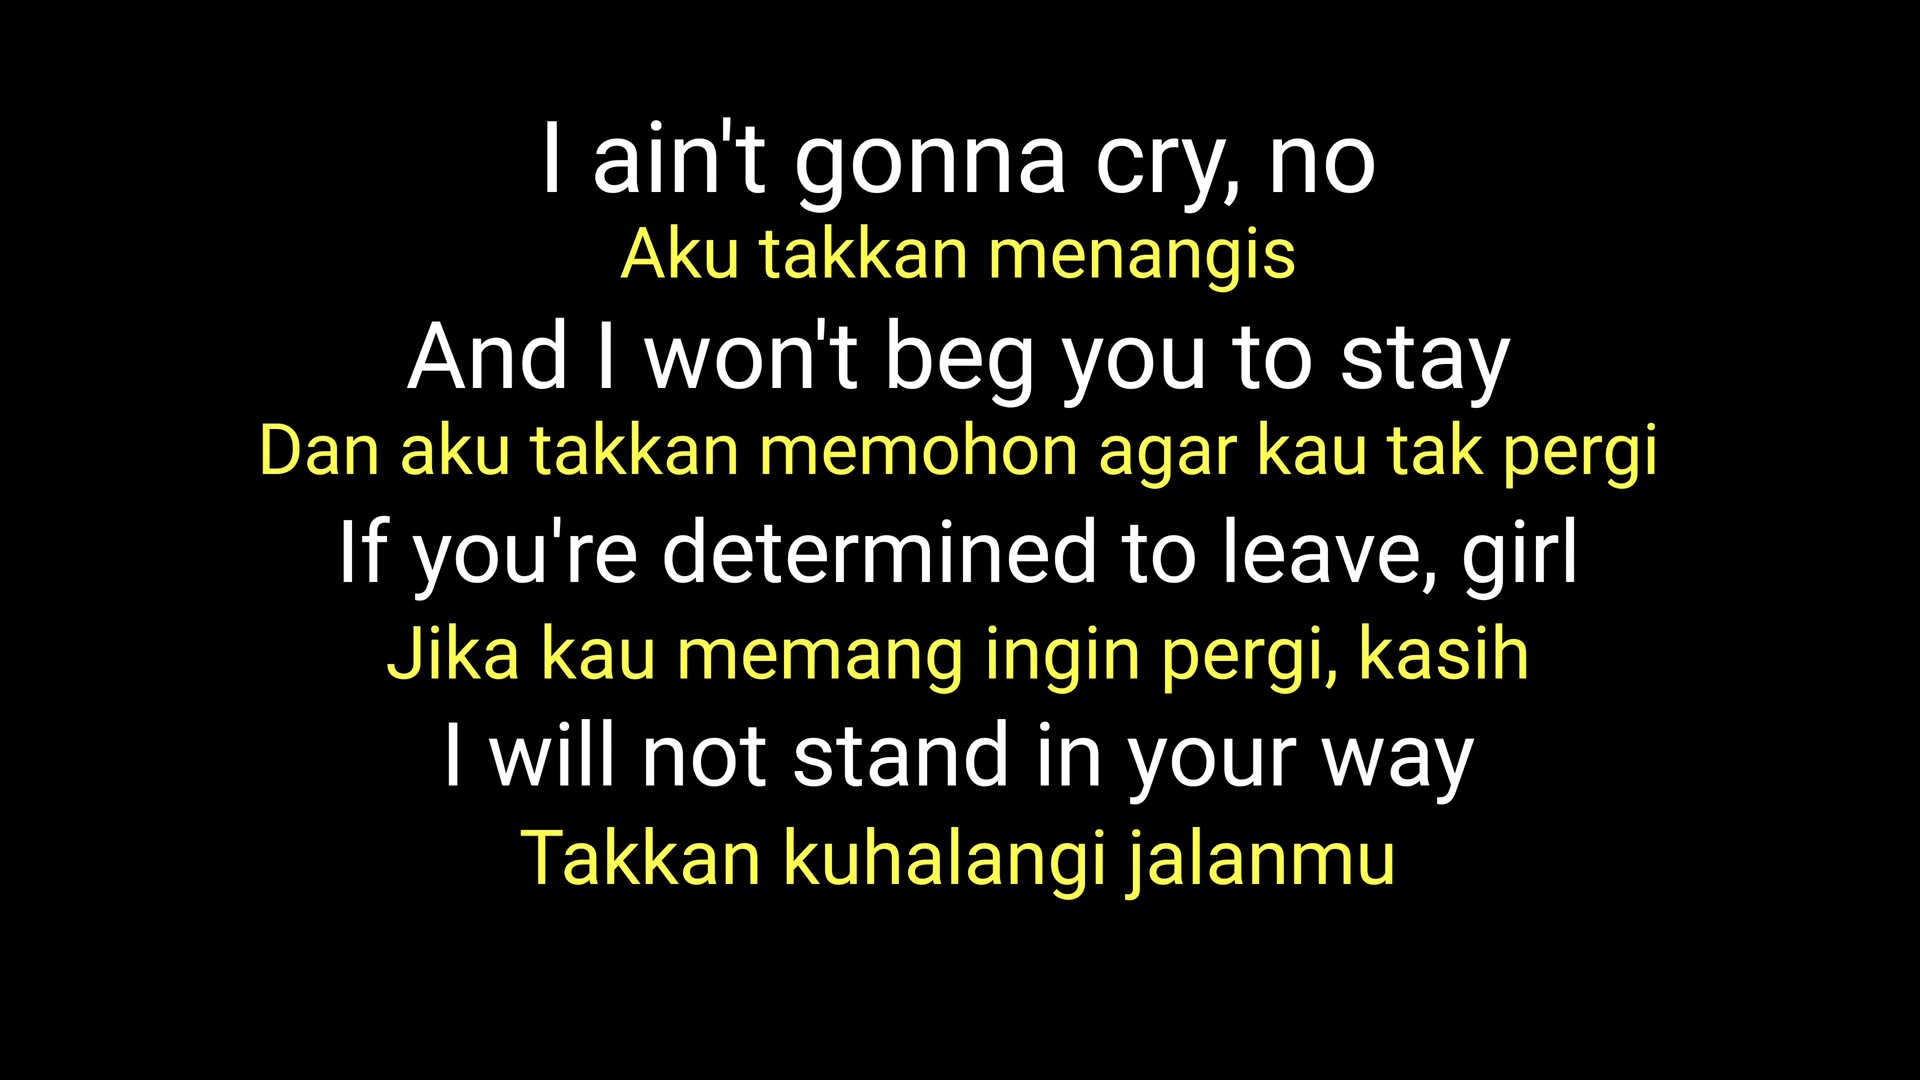 I ain't gonna cry, no
Aku takkan menangis
And I won't beg you to stay
Dan aku takkan memohon agar kau tak pergi
If you're determined to leave, girl
Jika kau memang ingin pergi, kasih
I will not stand in your way
Takkan kuhalangi jalanmu